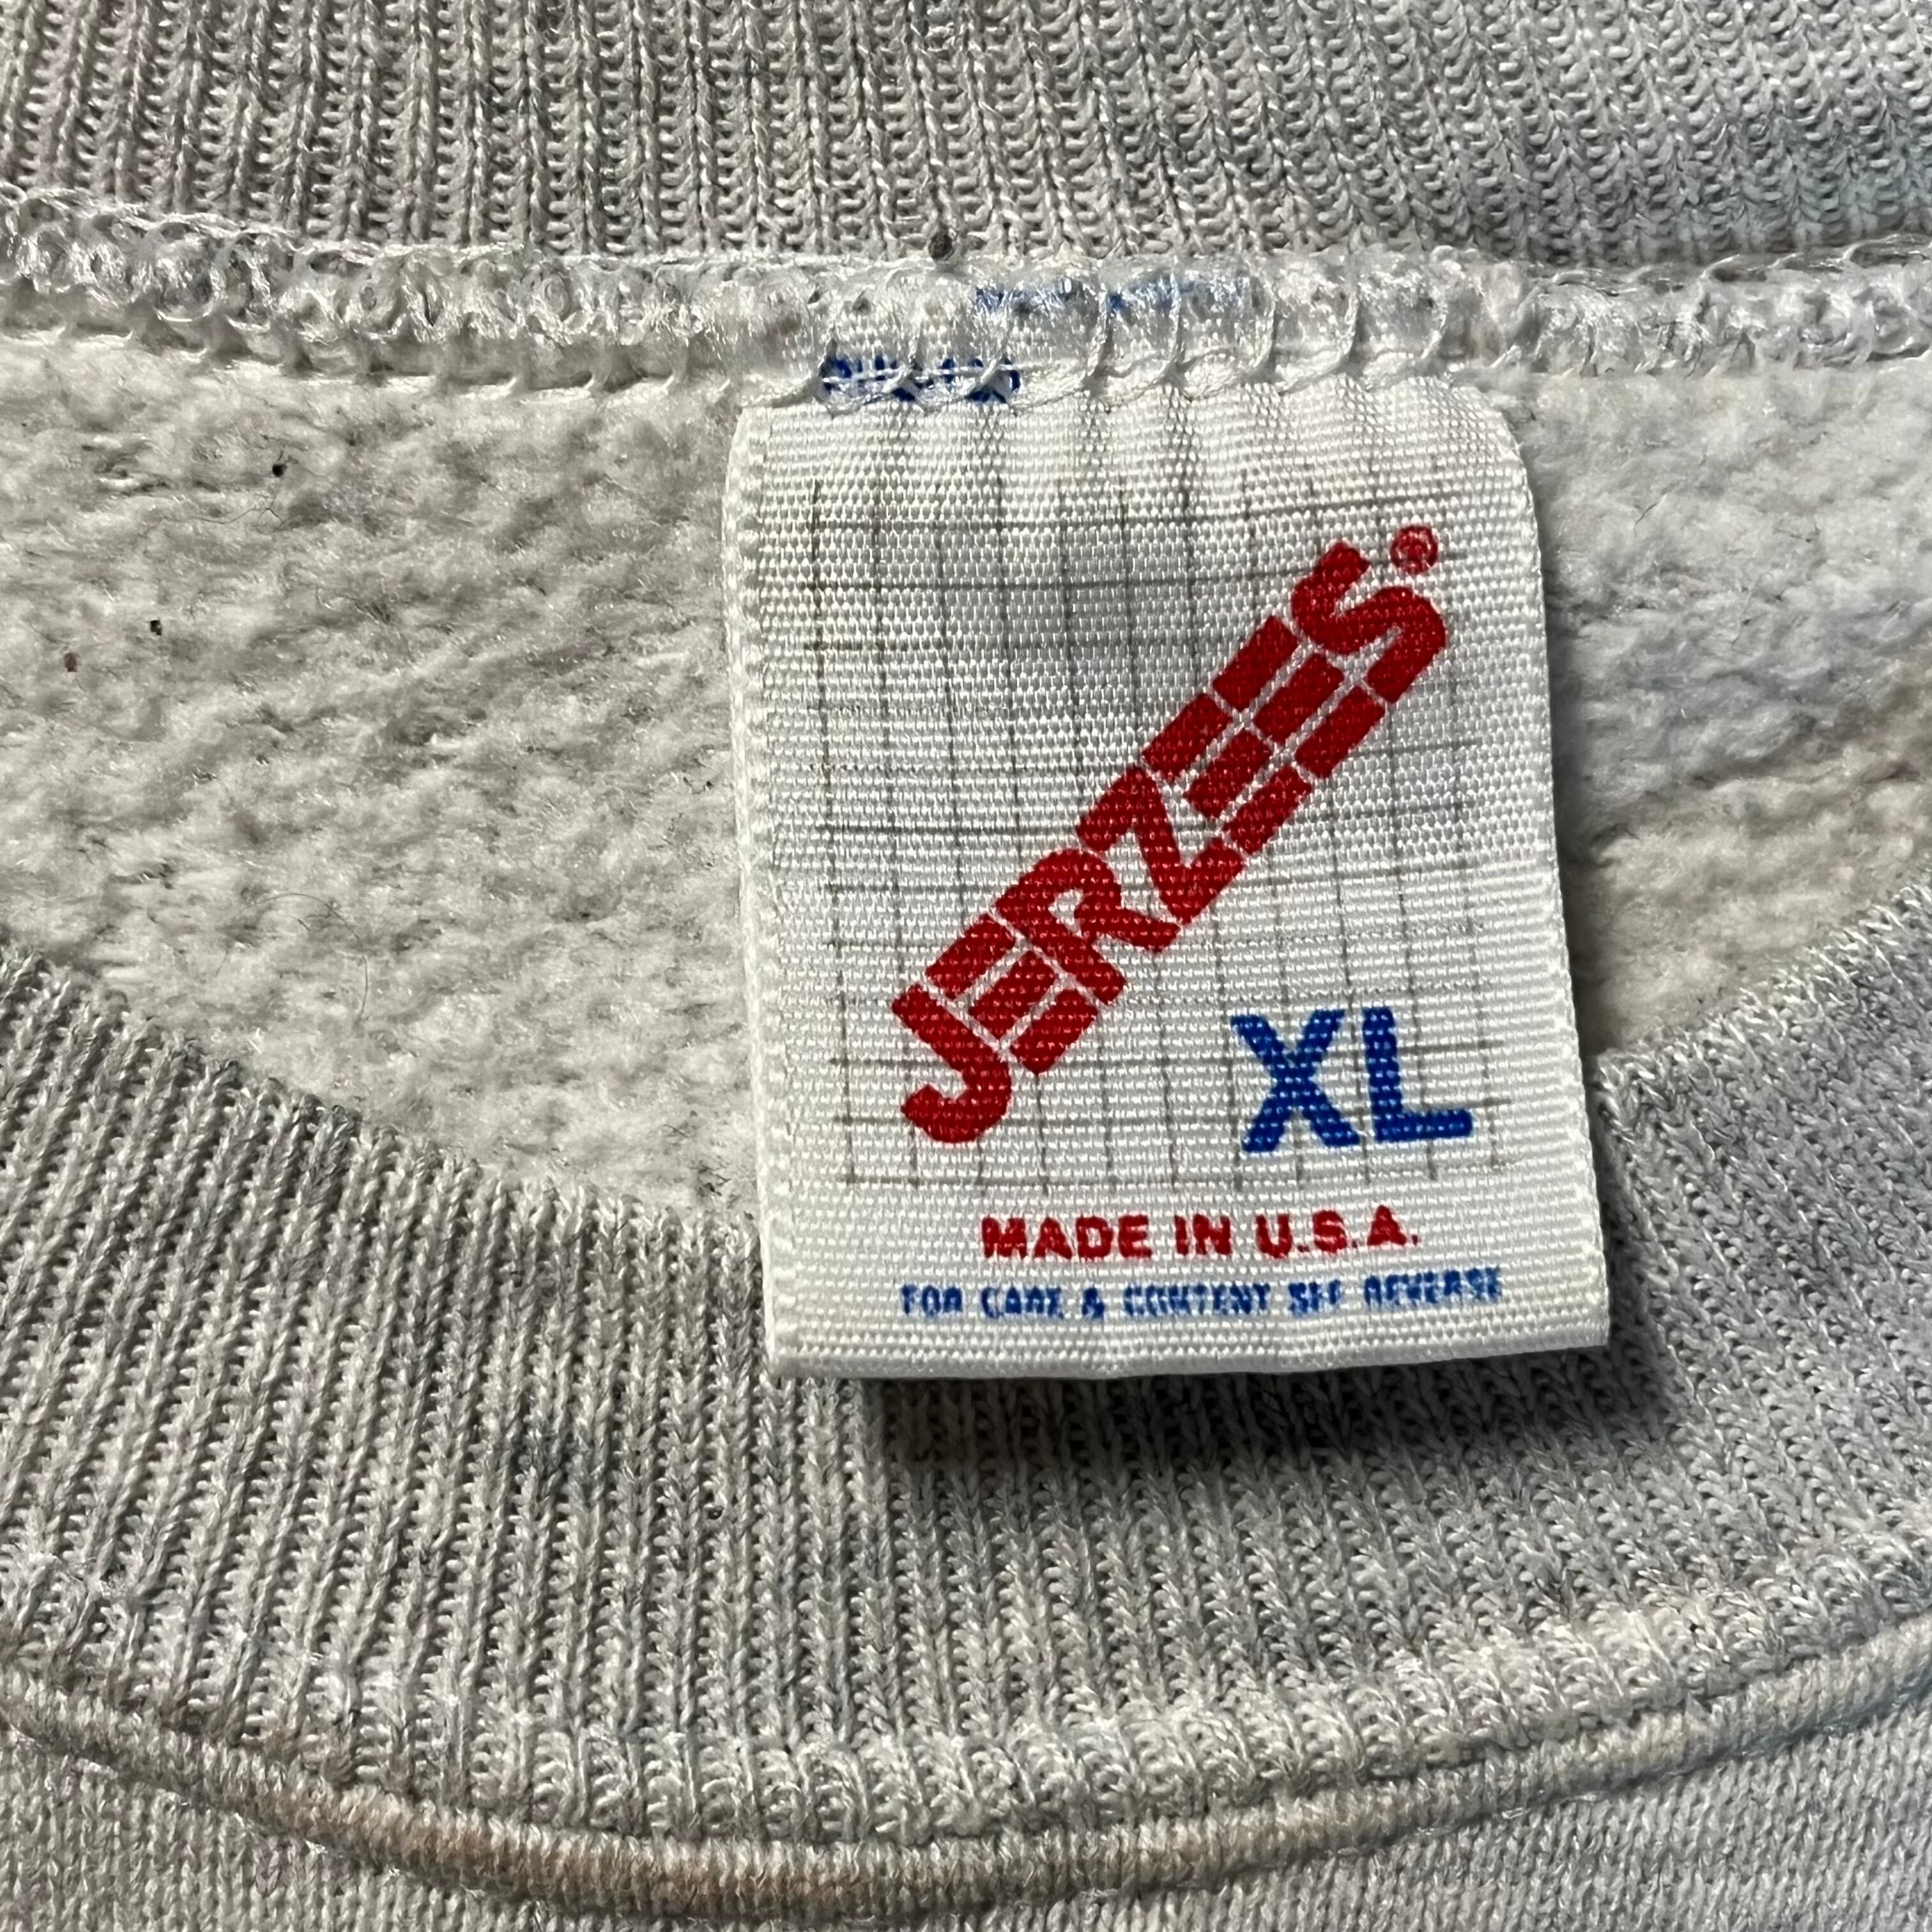 JERZEES®
XL
MADE IN U.S.A.
FOR CARE & CONTENT SEE REVERSE